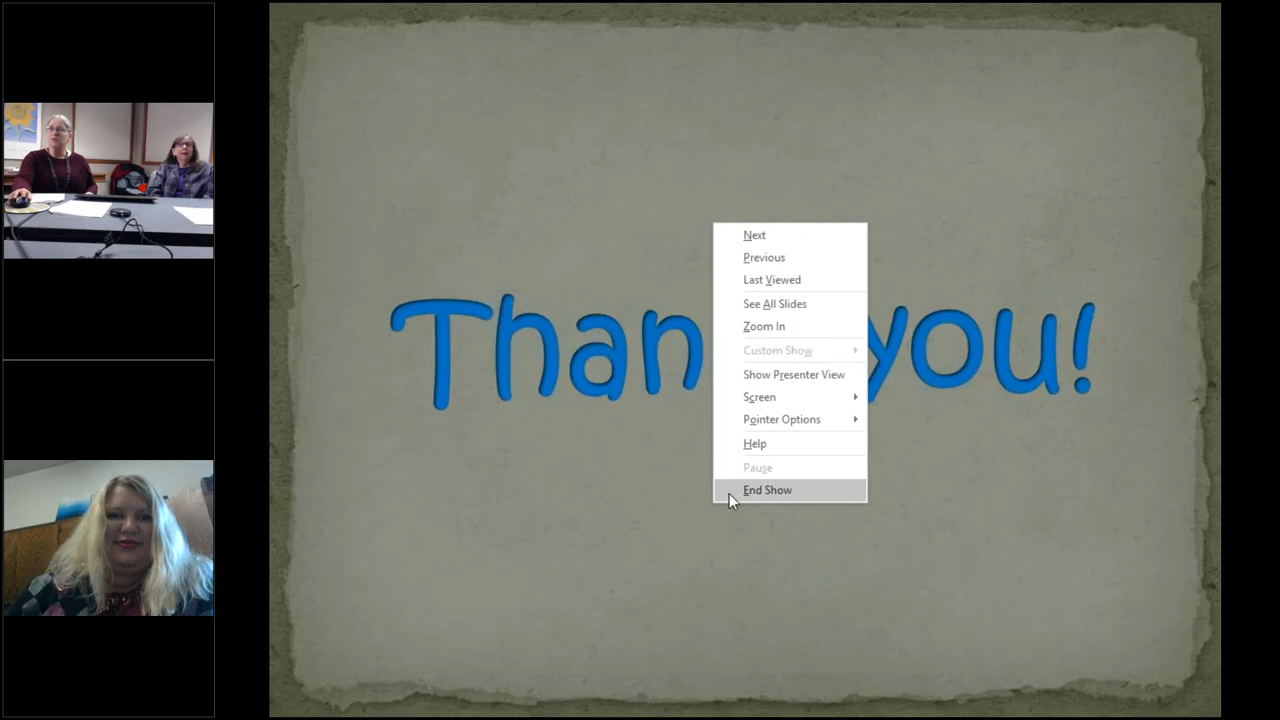 Than you!
Next
Previous
Last Viewed
See All Slides
Zoom In
Custom Show
Show Presenter View
Screen
Pointer Options
Help
Pause
End Show